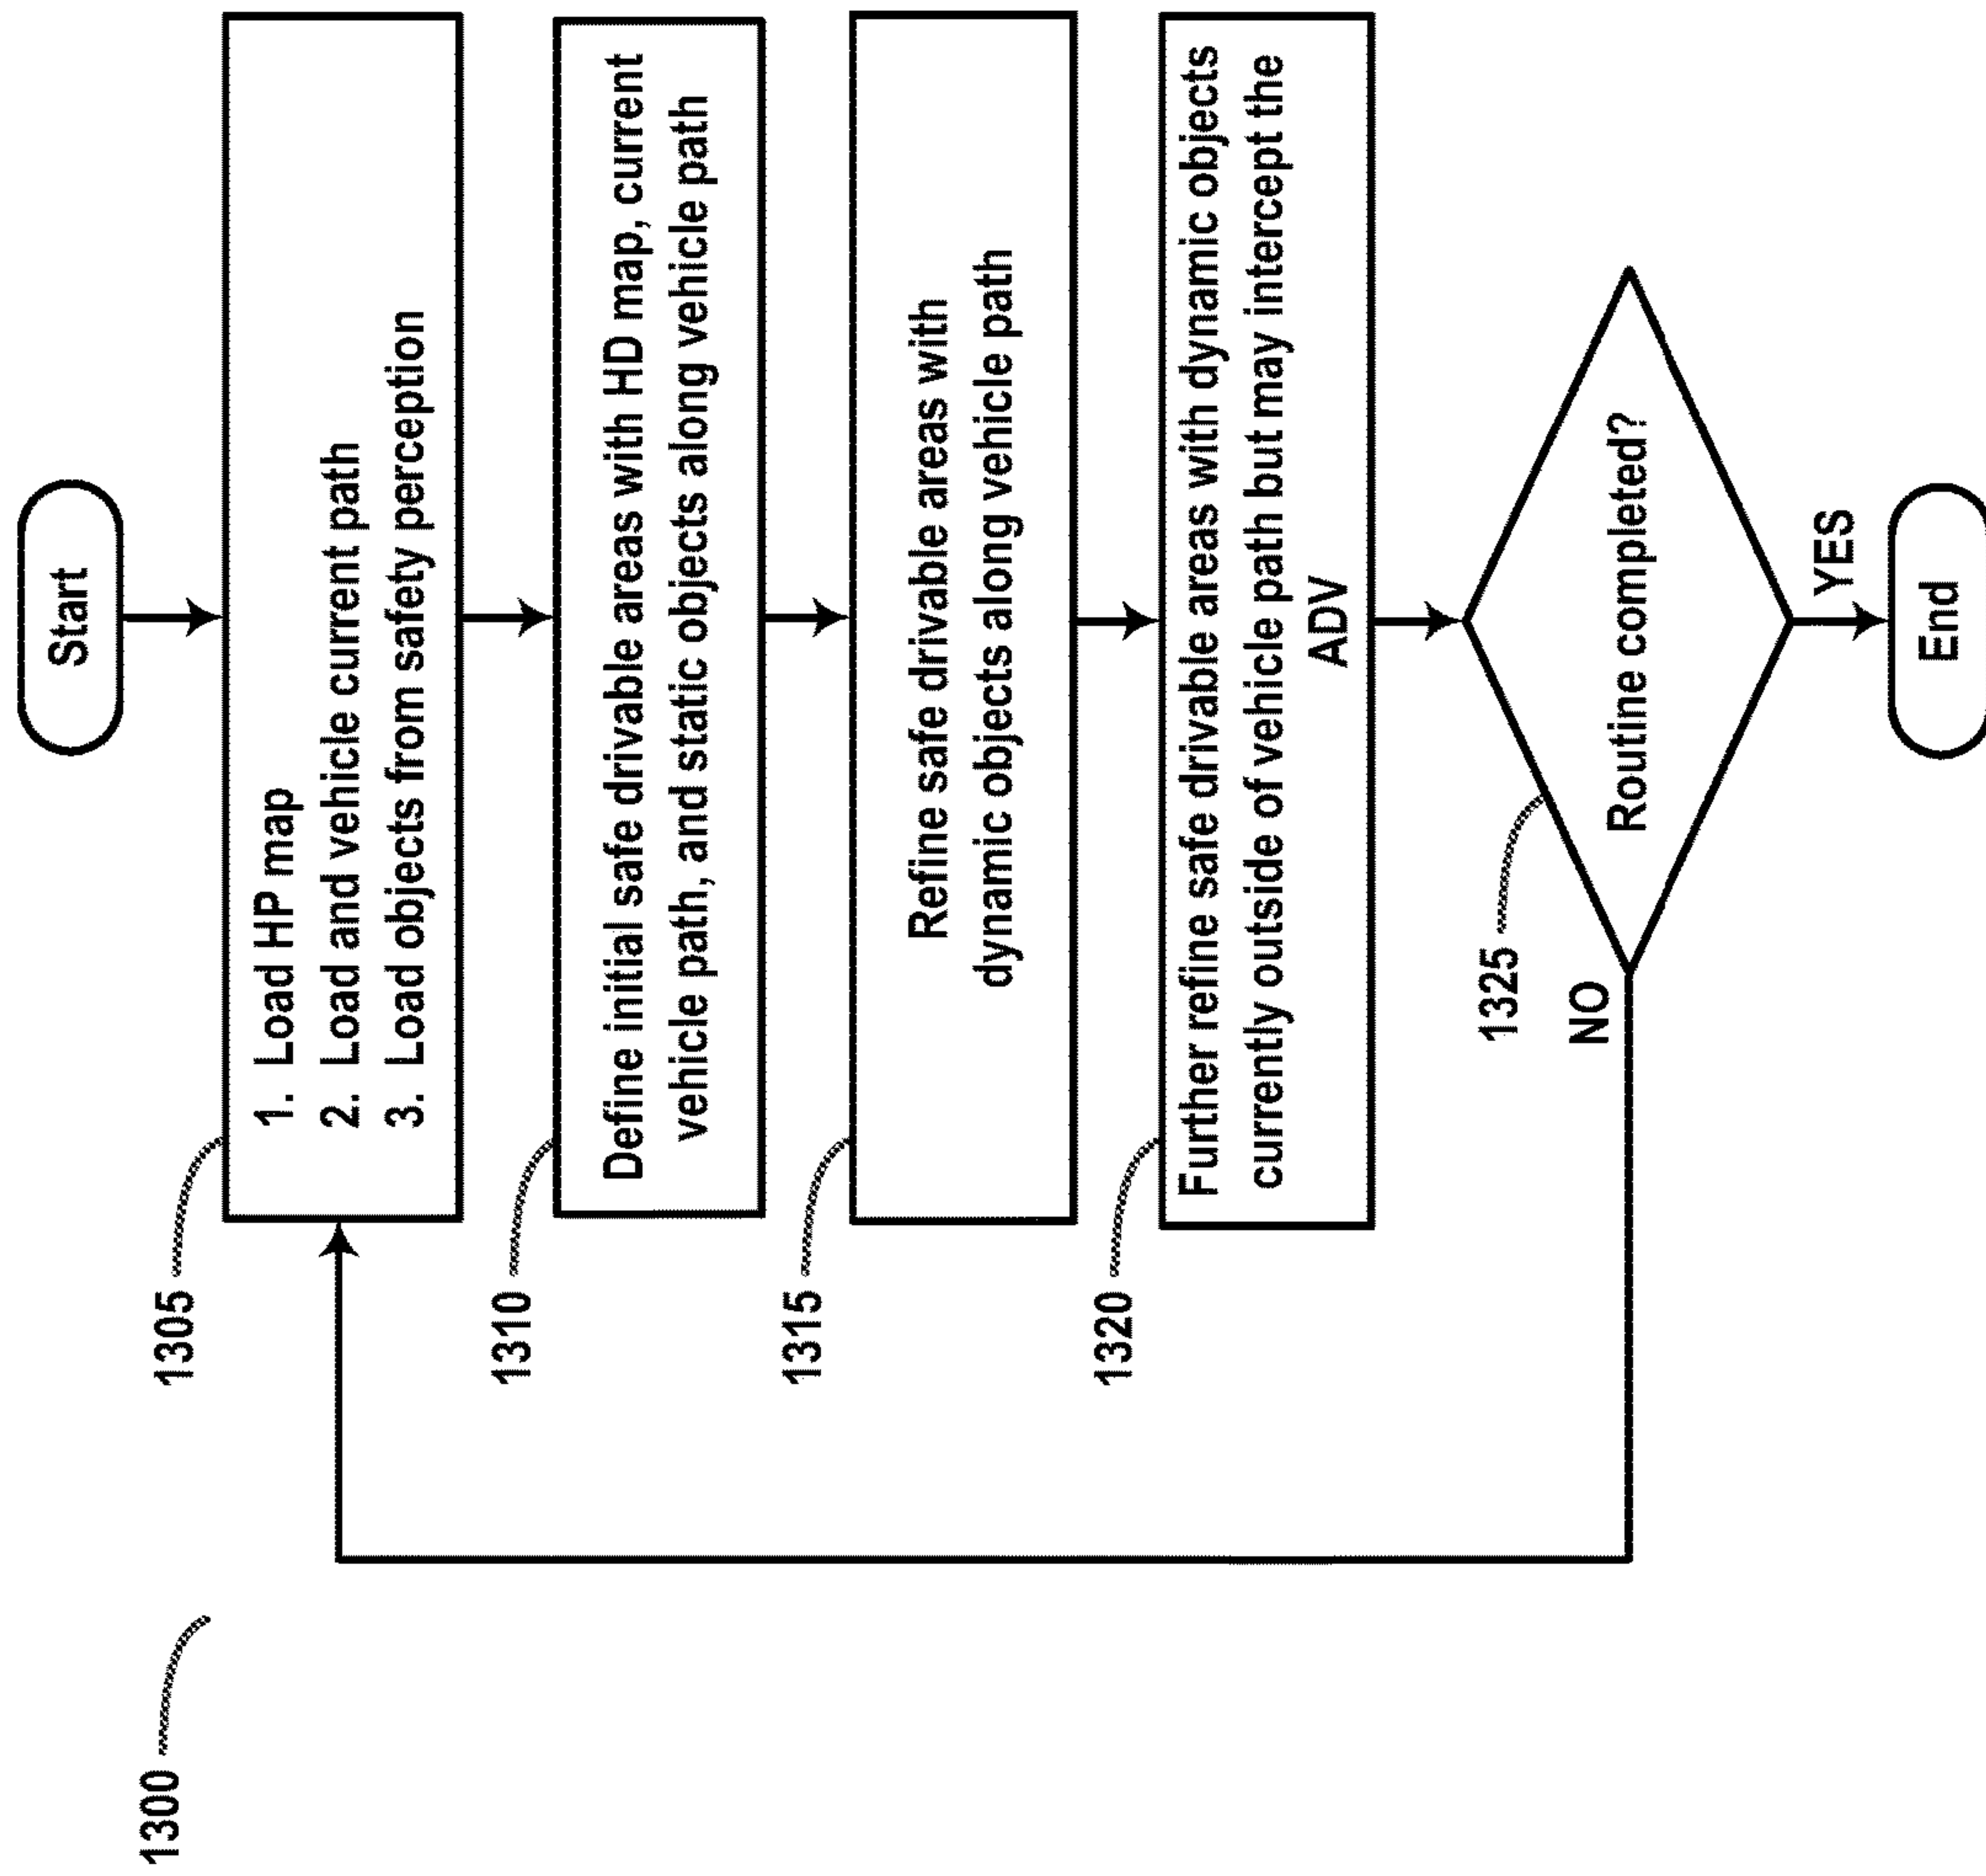 1300
Start
1305
1. Load HP map
2. Load and vehicle current path
3. Load objects from safety perception
1310
Define initial safe drivable areas with HD map, current
vehicle path, and static objects along vehicle path
1315
Refine safe drivable areas with
dynamic objects along vehicle path
1320
Further refine safe drivable areas with dynamic objects
currently outside of vehicle path but may intercept the
ADV
1325
NO
Routine completed?
YES
End